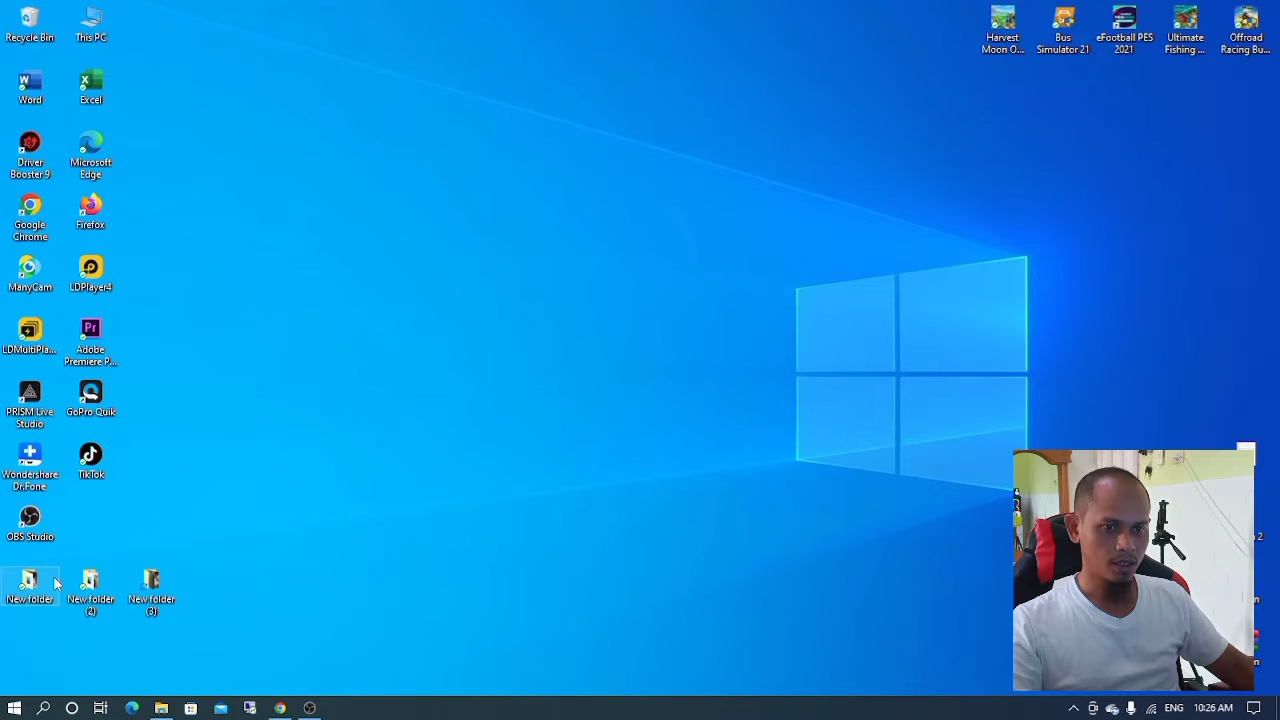 Recycle Bin
This PC
Harvest
Moon O...
Bus
Simulator 21
eFootball PES
2021
Ultimate
Fishing ...
Offroad
Racing Bu...
Word
Excel
Driver
Booster 9
Microsoft
Edge
Google
Chrome
Firefox
ManyCam
LDPlayer4
LDMultiPla...
Adobe
Premiere P...
PRISM Live
Studio
GoPro Quik
Wondershare
Dr.Fone
TikTok
OBS Studio
New folder
New folder
(2)
New folder
(3)
ENG
10:26 AM